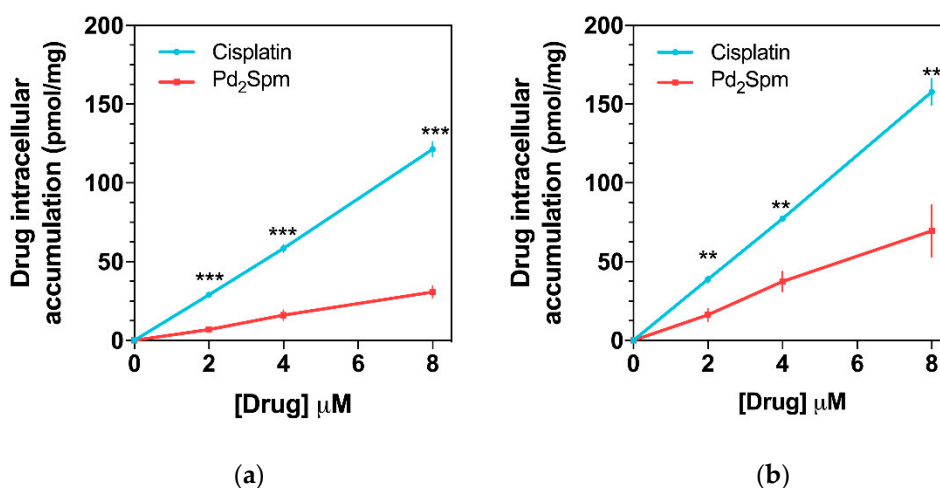 200
150
100
50
0
Drug intracellular
accumulation (pmol/mg)
Cisplatin
Pd₂Spm
***
***
***
0 2 4 6 8
[Drug] μM
(a)
200
150
100
50
0
Drug intracellular
accumulation (pmol/mg)
Cisplatin
Pd₂Spm
**
**
**
0 2 4 6 8
[Drug] μM
(b)